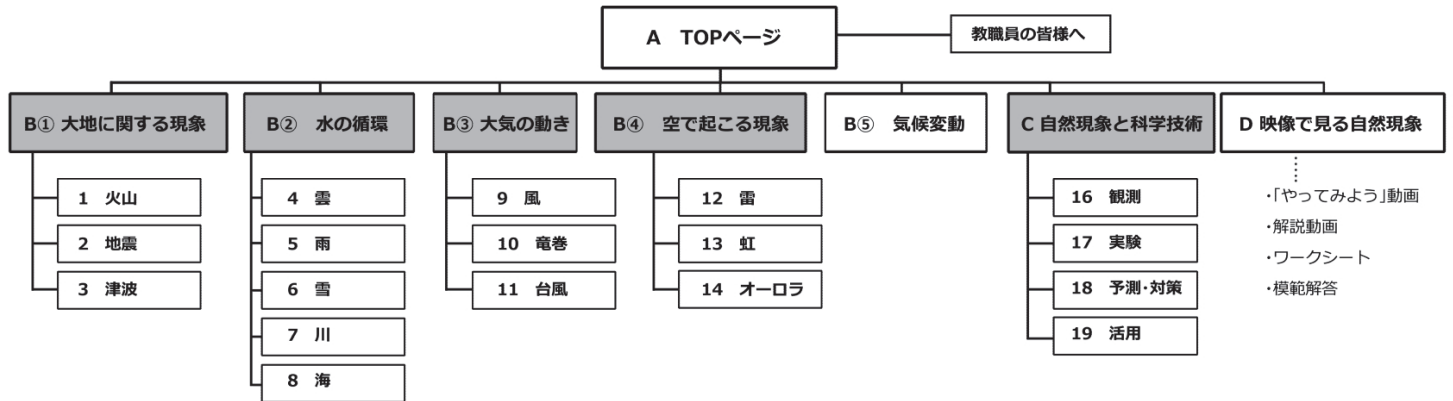 A TOPページ
教職員の皆様へ
B① 大地に関する現象
1 火山
2 地震
3 津波
B② 水の循環
4 雲
5 雨
6 雪
7 川
8 海
B③ 大気の動き
9 風
10 竜巻
11 台風
B④ 空で起こる現象
12 雷
13 虹
14 オーロラ
B⑤ 気候変動
C 自然現象と科学技術
16 観測
17 実験
18 予測・対策
19 活用
D 映像で見る自然現象
・「やってみよう」動画
・解説動画
・ワークシート
・模範解答